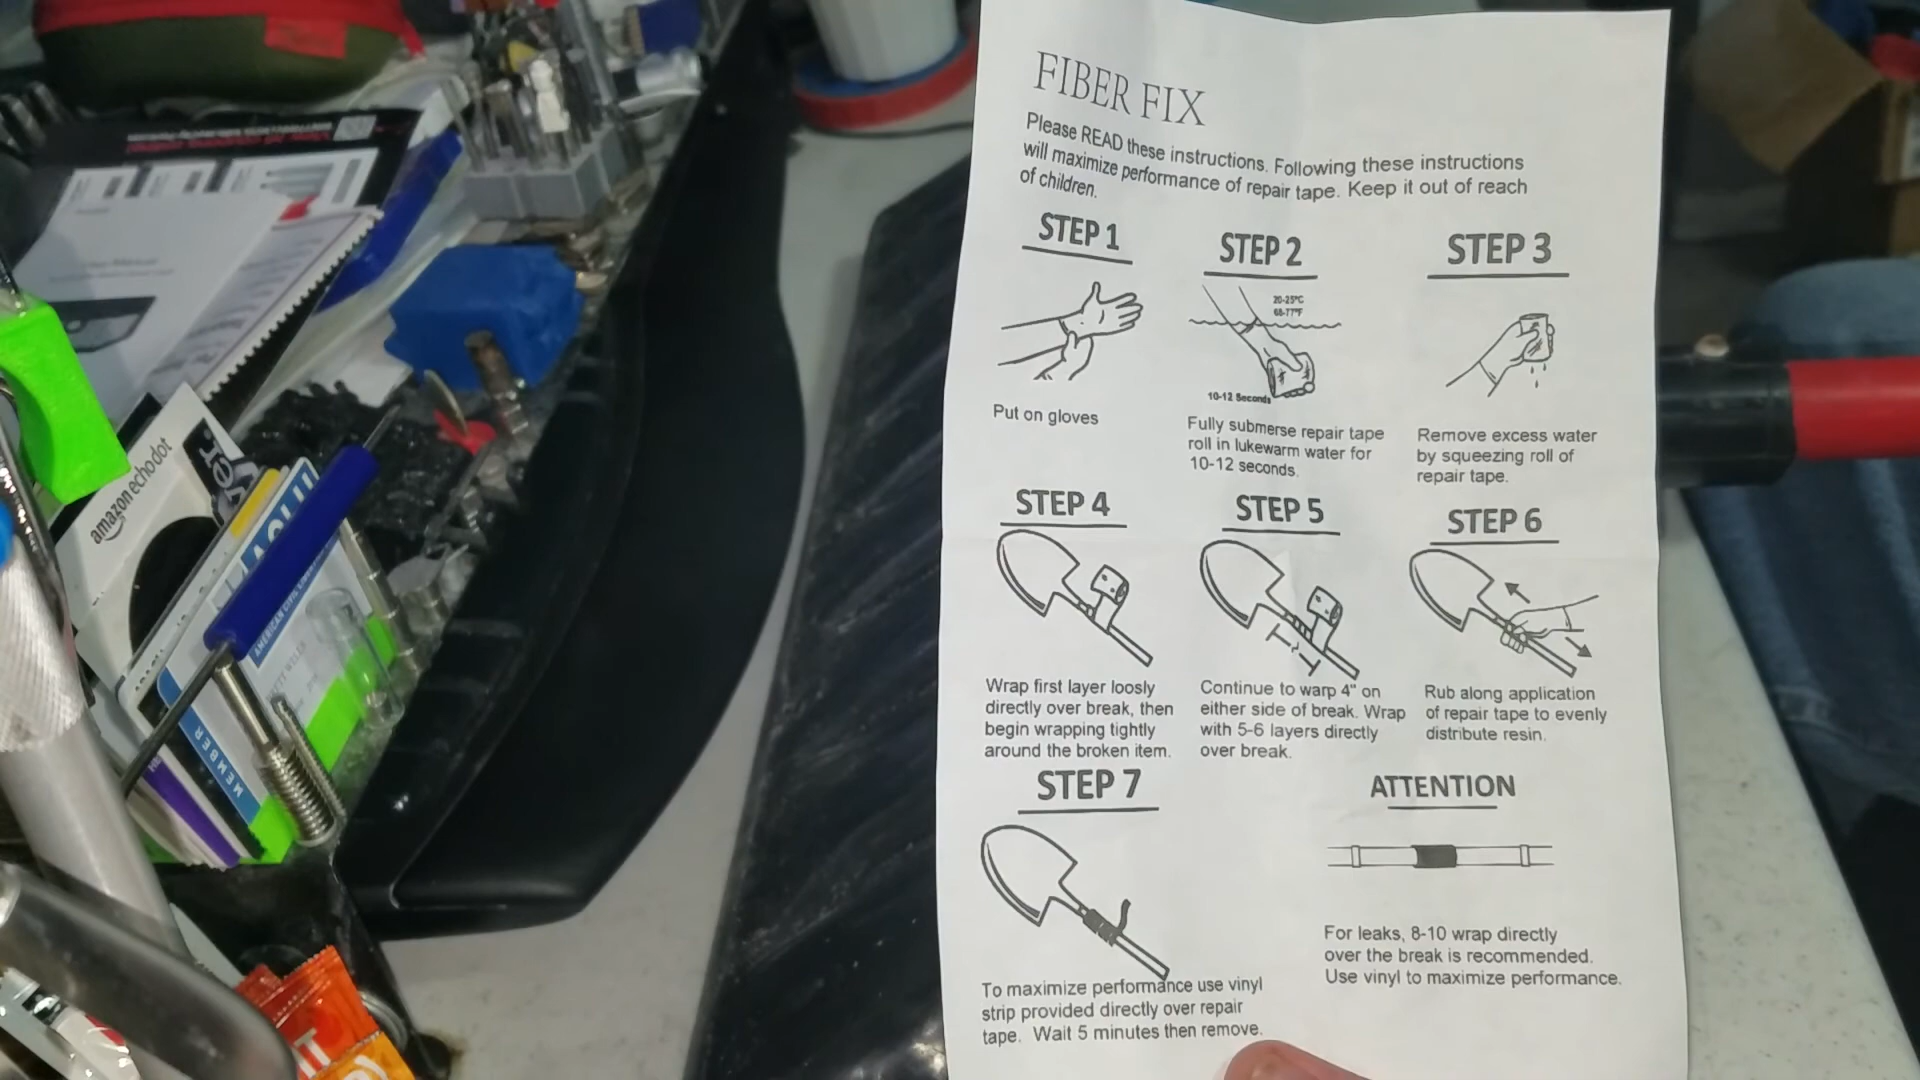 FIBER FIX
Please READ these instructions. Following these instructions
will maximize performance of repair tape. Keep it out of reach
of children.
STEP 1
Put on gloves
STEP 2
20-25°C
68-77°F
10-12 Seconds
Fully submerse repair tape
roll in lukewarm water for
10-12 seconds.
STEP 3
Remove excess water
by squeezing roll of
repair tape.
STEP 4
Wrap first layer loosly
directly over break, then
begin wrapping tightly
around the broken item.
STEP 5
Continue to warp 4" on
either side of break. Wrap
with 5-6 layers directly
over break.
STEP 6
Rub along application
of repair tape to evenly
distribute resin.
STEP 7
To maximize performance use vinyl
strip provided directly over repair
tape. Wait 5 minutes then remove.
ATTENTION
For leaks, 8-10 wrap directly
over the break is recommended.
Use vinyl to maximize performance.
amazon echo dot
ver.
ACLU
AMERICAN CIVIL
MEMBER